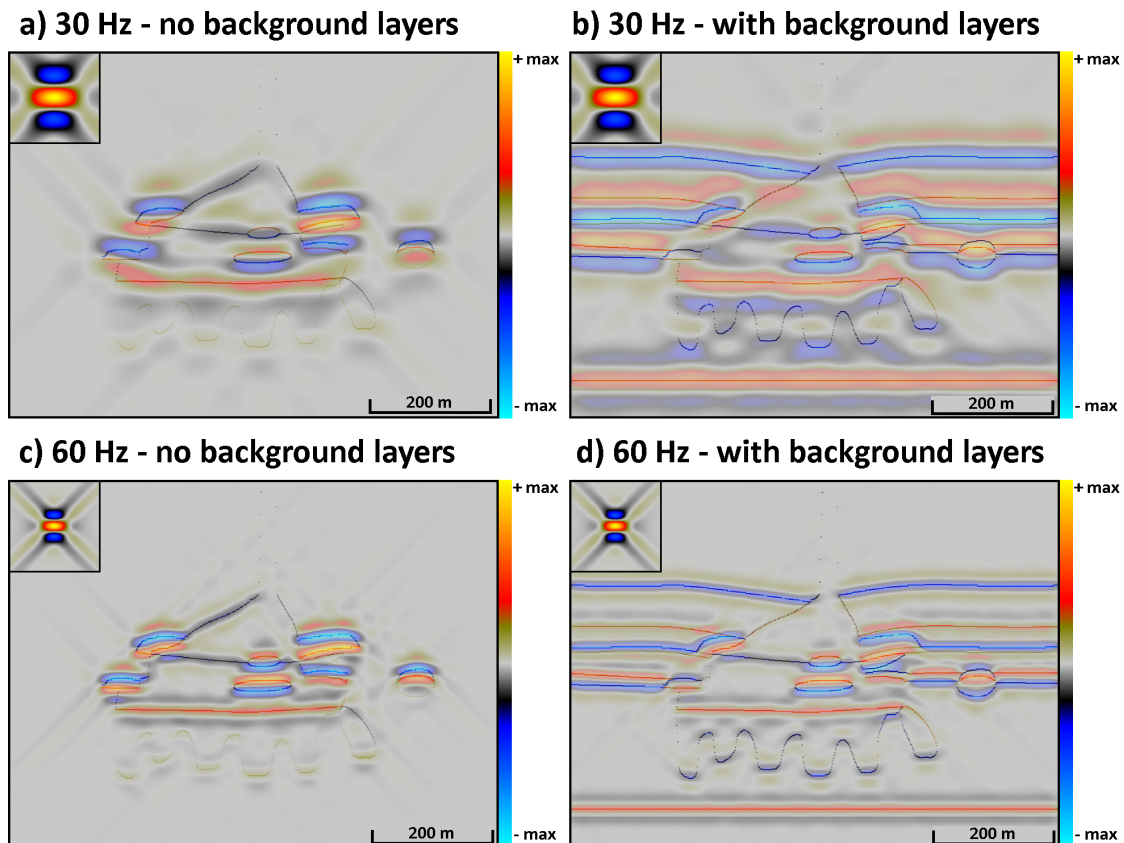 a) 30 Hz - no background layers
b) 30 Hz - with background layers
+ max
+ max
200 m
200 m
- max
- max
c) 60 Hz - no background layers
d) 60 Hz - with background layers
+ max
+ max
200 m
200 m
- max
- max